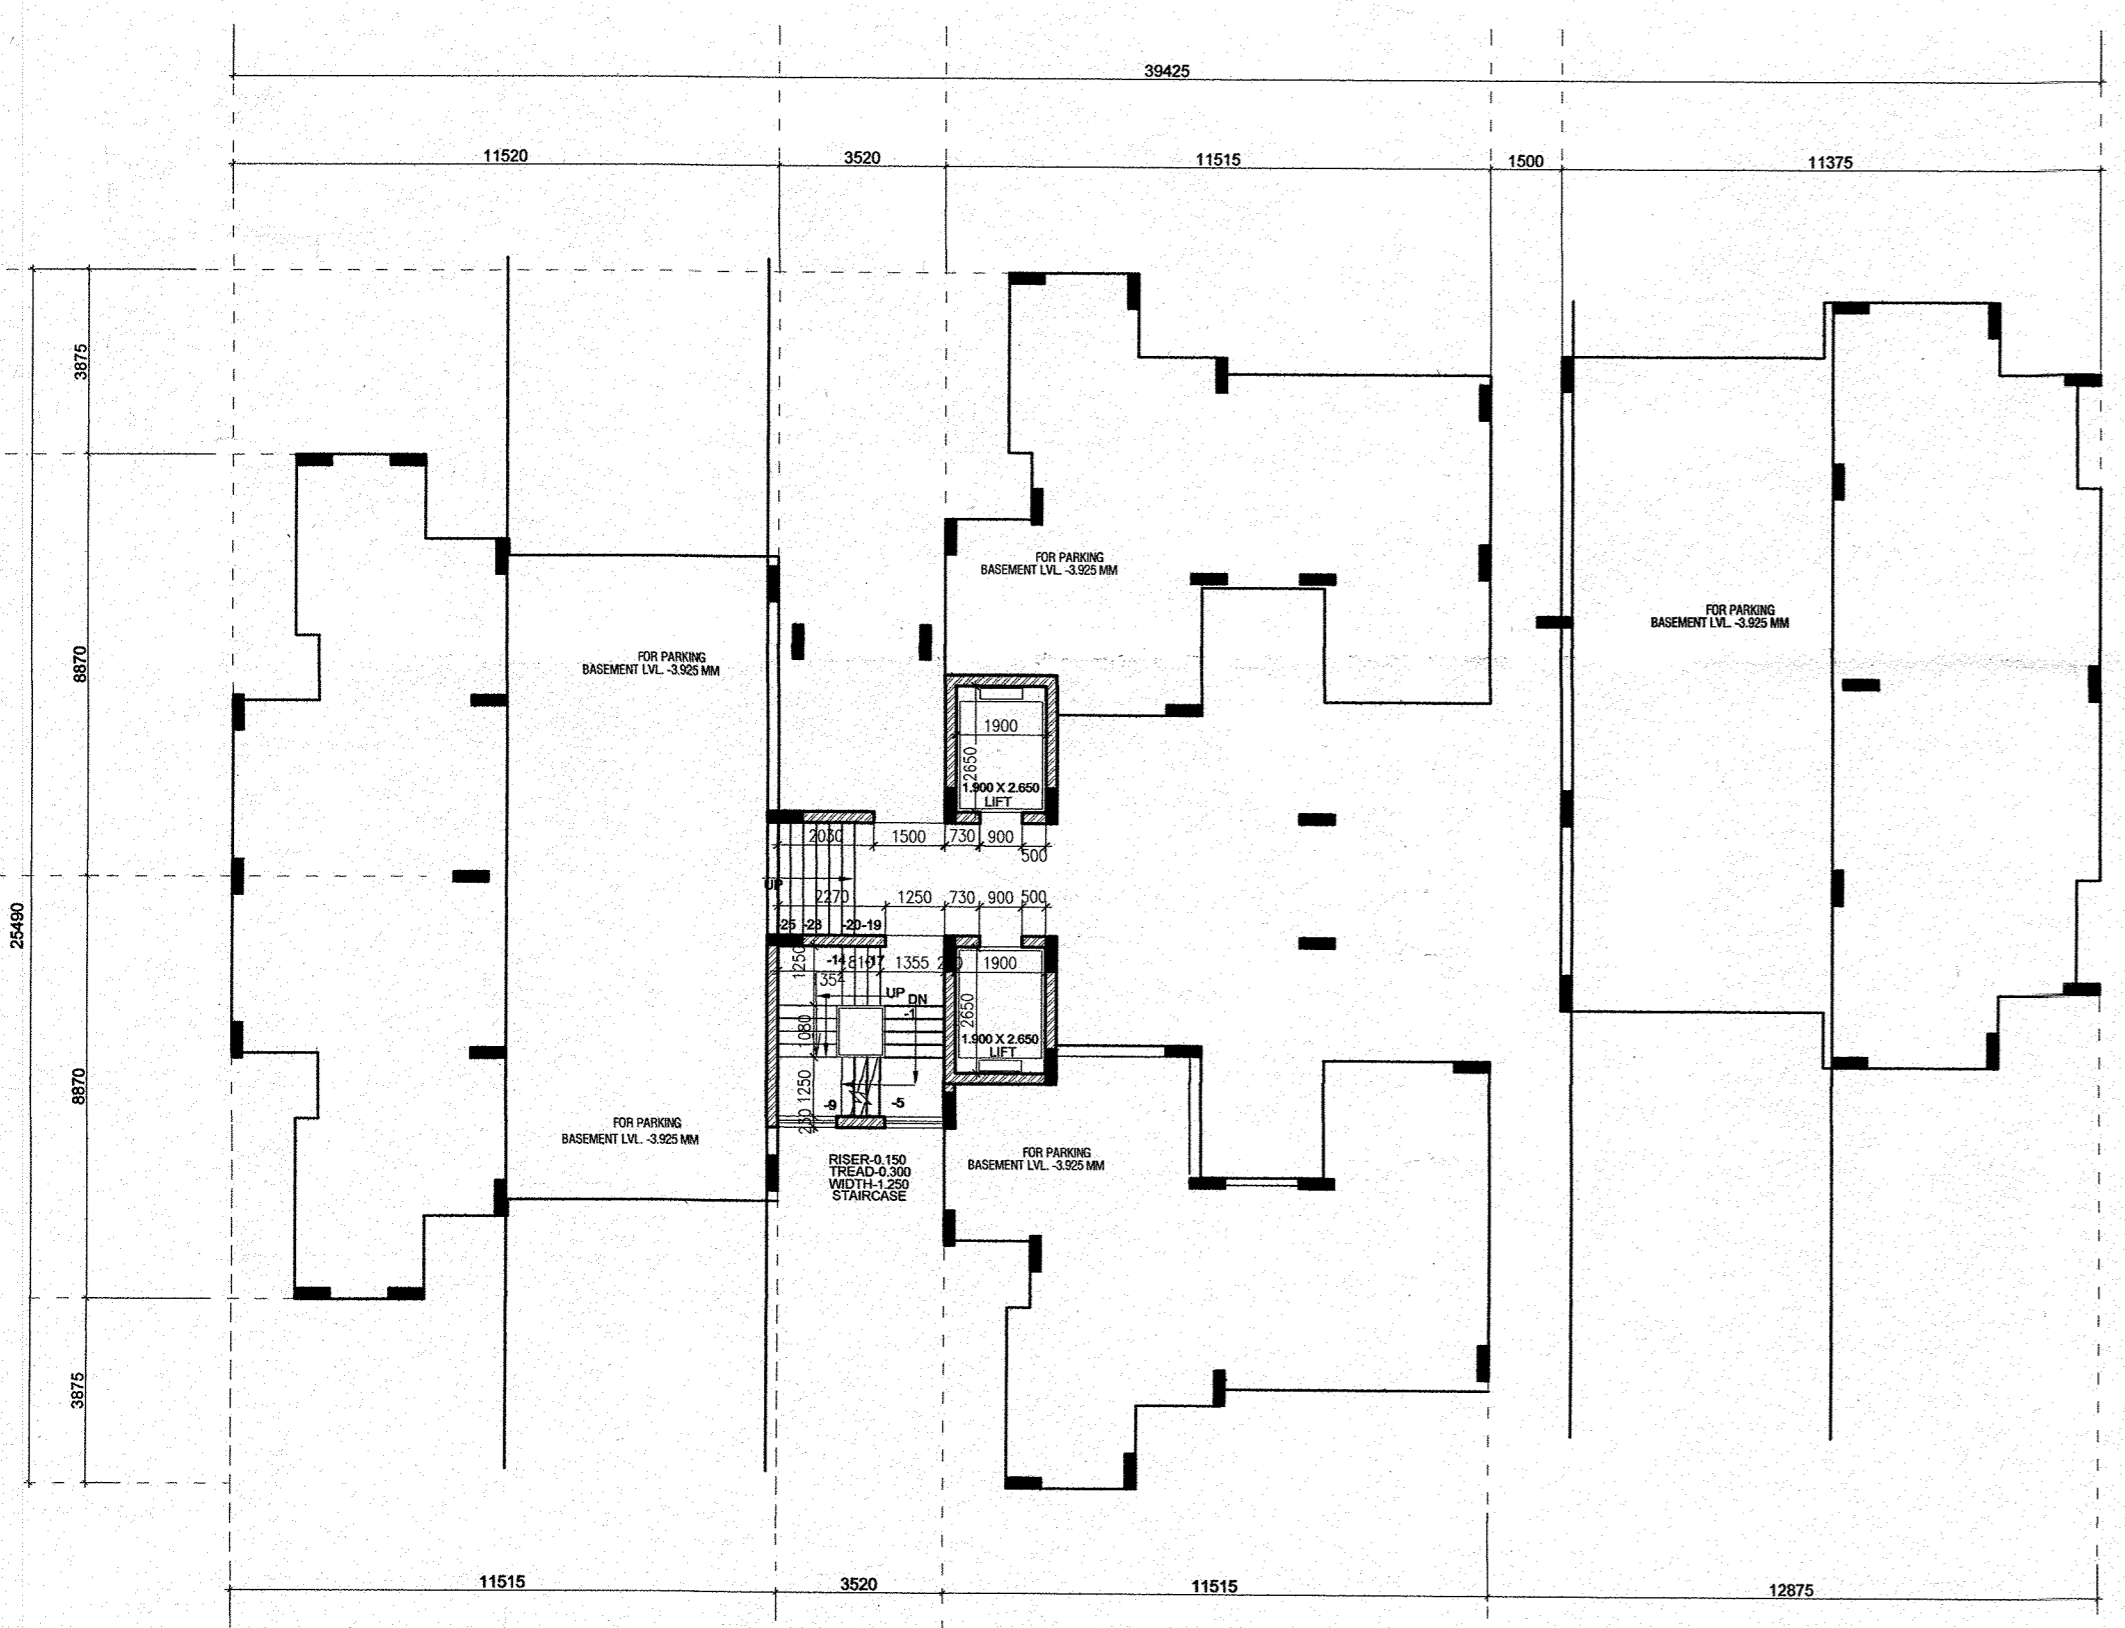 39425
11520
3520
11515
1500
11375
3875
8870
25490
8870
3875
FOR PARKING
BASEMENT LVL. -3.925 MM
FOR PARKING
BASEMENT LVL. -3.925 MM
FOR PARKING
BASEMENT LVL. -3.925 MM
1900
2650
1.900 X 2.650
LIFT
2030
1500
730
900
500
UP
2270
1250
730
900
500
-25
-23
-20
-19
1250
-14
-17
1355
1900
UP
DN
-1
1080
2650
1.900 X 2.650
LIFT
1250
-9
-5
230
FOR PARKING
BASEMENT LVL. -3.925 MM
FOR PARKING
BASEMENT LVL. -3.925 MM
RISER-0.150
TREAD-0.300
WIDTH-1.250
STAIRCASE
11515
3520
11515
12875